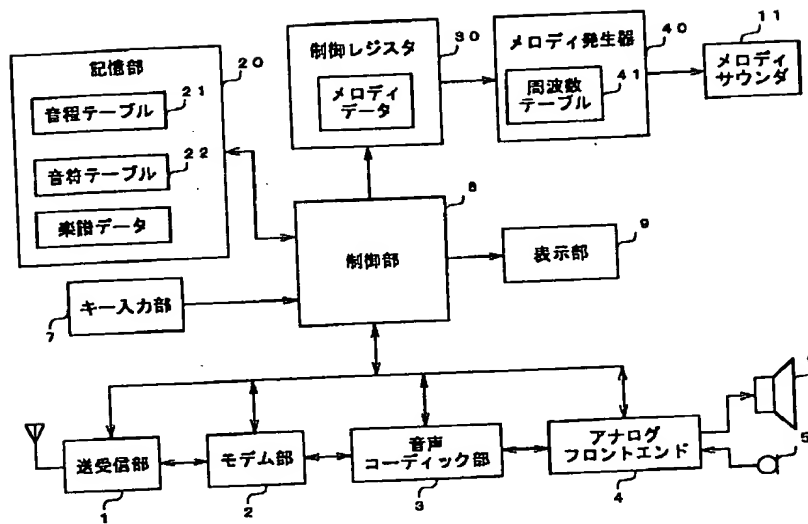 記憶部
20
音程テーブル
21
音符テーブル
22
楽譜データ
制御レジスタ
30
メロディ
データ
メロディ発生器
40
周波数
テーブル
41
11
メロディ
サウンダ
制御部
8
表示部
9
キー入力部
7
送受信部
1
モデム部
2
音声
コーディック部
3
アナログ
フロントエンド
4
5